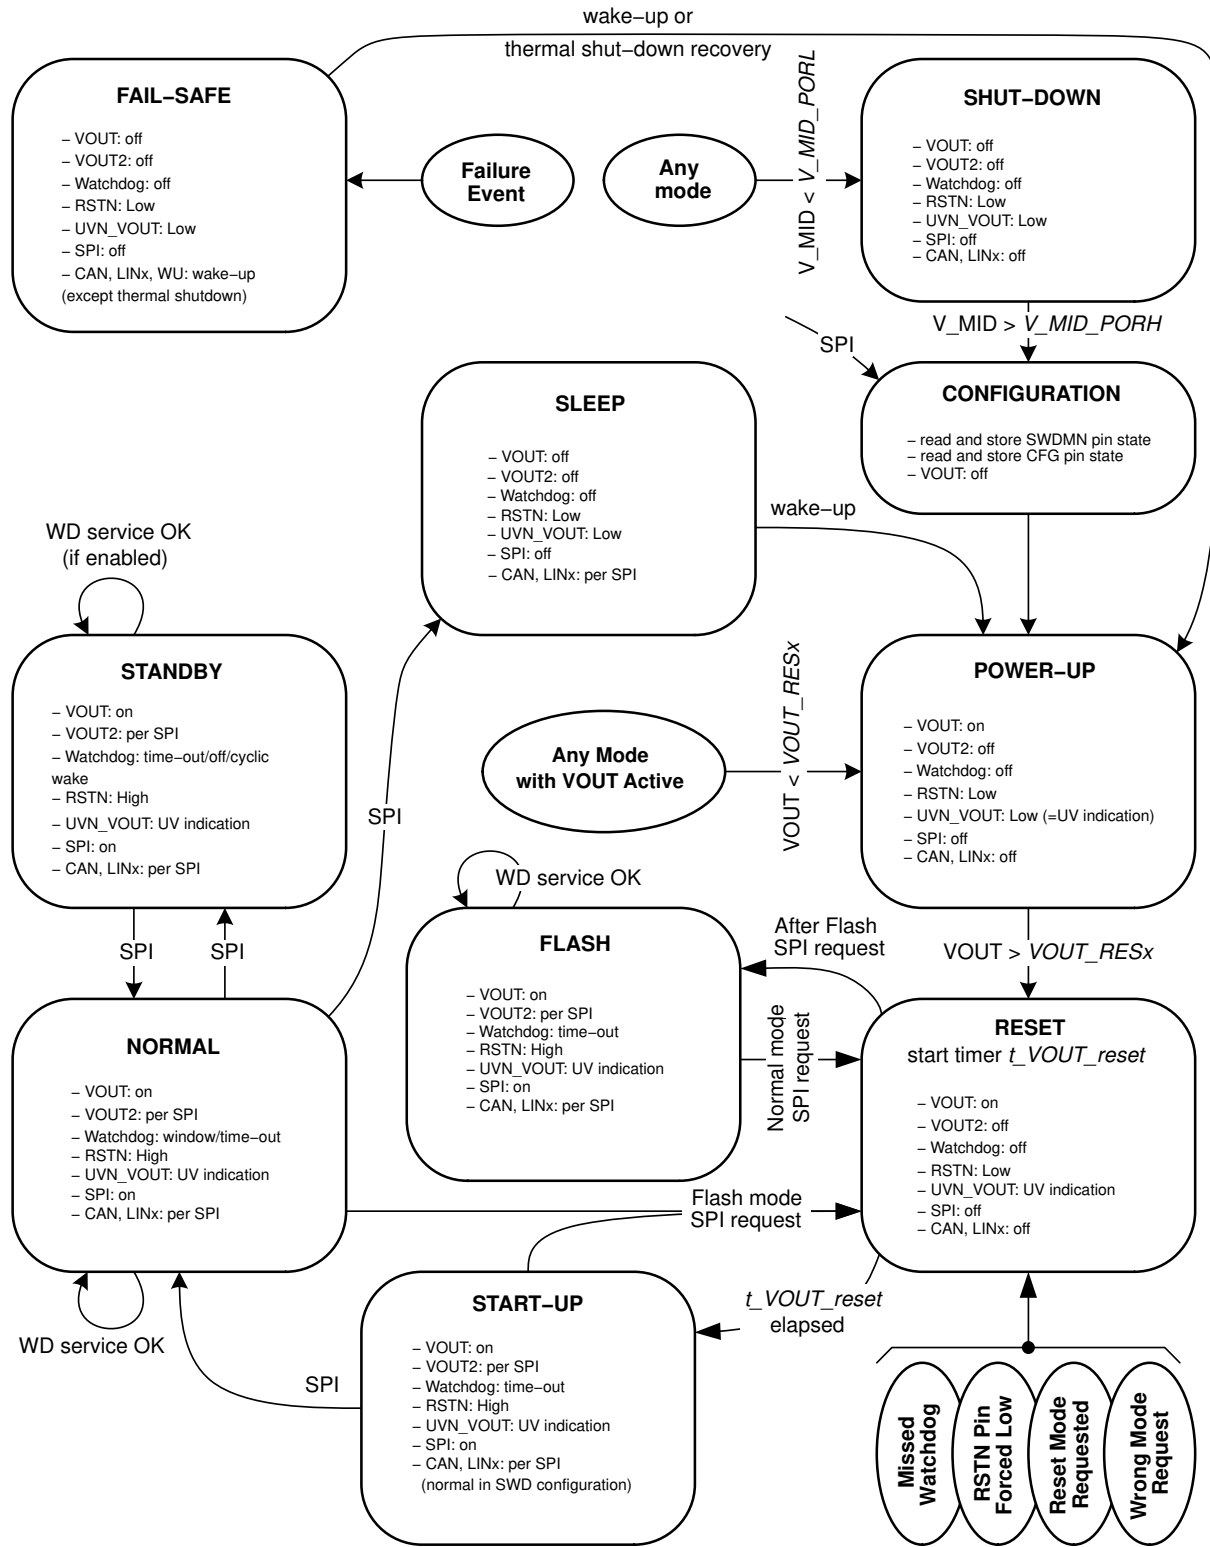 wake–up or
thermal shut–down recovery
FAIL–SAFE
– VOUT: off
– VOUT2: off
– Watchdog: off
– RSTN: Low
– UVN_VOUT: Low
– SPI: off
– CAN, LINx, WU: wake–up
(except thermal shutdown)
Failure
Event
Any
mode
V_MID < V_MID_PORL
SHUT–DOWN
– VOUT: off
– VOUT2: off
– Watchdog: off
– RSTN: Low
– UVN_VOUT: Low
– SPI: off
– CAN, LINx: off
V_MID > V_MID_PORH
SPI
CONFIGURATION
– read and store SWDMN pin state
– read and store CFG pin state
– VOUT: off
SLEEP
– VOUT: off
– VOUT2: off
– Watchdog: off
– RSTN: Low
– UVN_VOUT: Low
– SPI: off
– CAN, LINx: per SPI
wake–up
WD service OK
(if enabled)
STANDBY
– VOUT: on
– VOUT2: per SPI
– Watchdog: time–out/off/cyclic
wake
– RSTN: High
– UVN_VOUT: UV indication
– SPI: on
– CAN, LINx: per SPI
SPI
Any Mode
with VOUT Active
VOUT < VOUT_RESx
POWER–UP
– VOUT: on
– VOUT2: off
– Watchdog: off
– RSTN: Low
– UVN_VOUT: Low (=UV indication)
– SPI: off
– CAN, LINx: off
WD service OK
SPI
SPI
FLASH
– VOUT: on
– VOUT2: per SPI
– Watchdog: time–out
– RSTN: High
– UVN_VOUT: UV indication
– SPI: on
– CAN, LINx: per SPI
After Flash
SPI request
VOUT > VOUT_RESx
Normal mode
SPI request
NORMAL
– VOUT: on
– VOUT2: per SPI
– Watchdog: window/time–out
– RSTN: High
– UVN_VOUT: UV indication
– SPI: on
– CAN, LINx: per SPI
RESET
start timer t_VOUT_reset
– VOUT: on
– VOUT2: off
– Watchdog: off
– RSTN: Low
– UVN_VOUT: UV indication
– SPI: off
– CAN, LINx: off
Flash mode
SPI request
WD service OK
SPI
START–UP
– VOUT: on
– VOUT2: per SPI
– Watchdog: time–out
– RSTN: High
– UVN_VOUT: UV indication
– SPI: on
– CAN, LINx: per SPI
(normal in SWD configuration)
t_VOUT_reset
elapsed
Missed
Watchdog
RSTN Pin
Forced Low
Reset Mode
Requested
Wrong Mode
Request